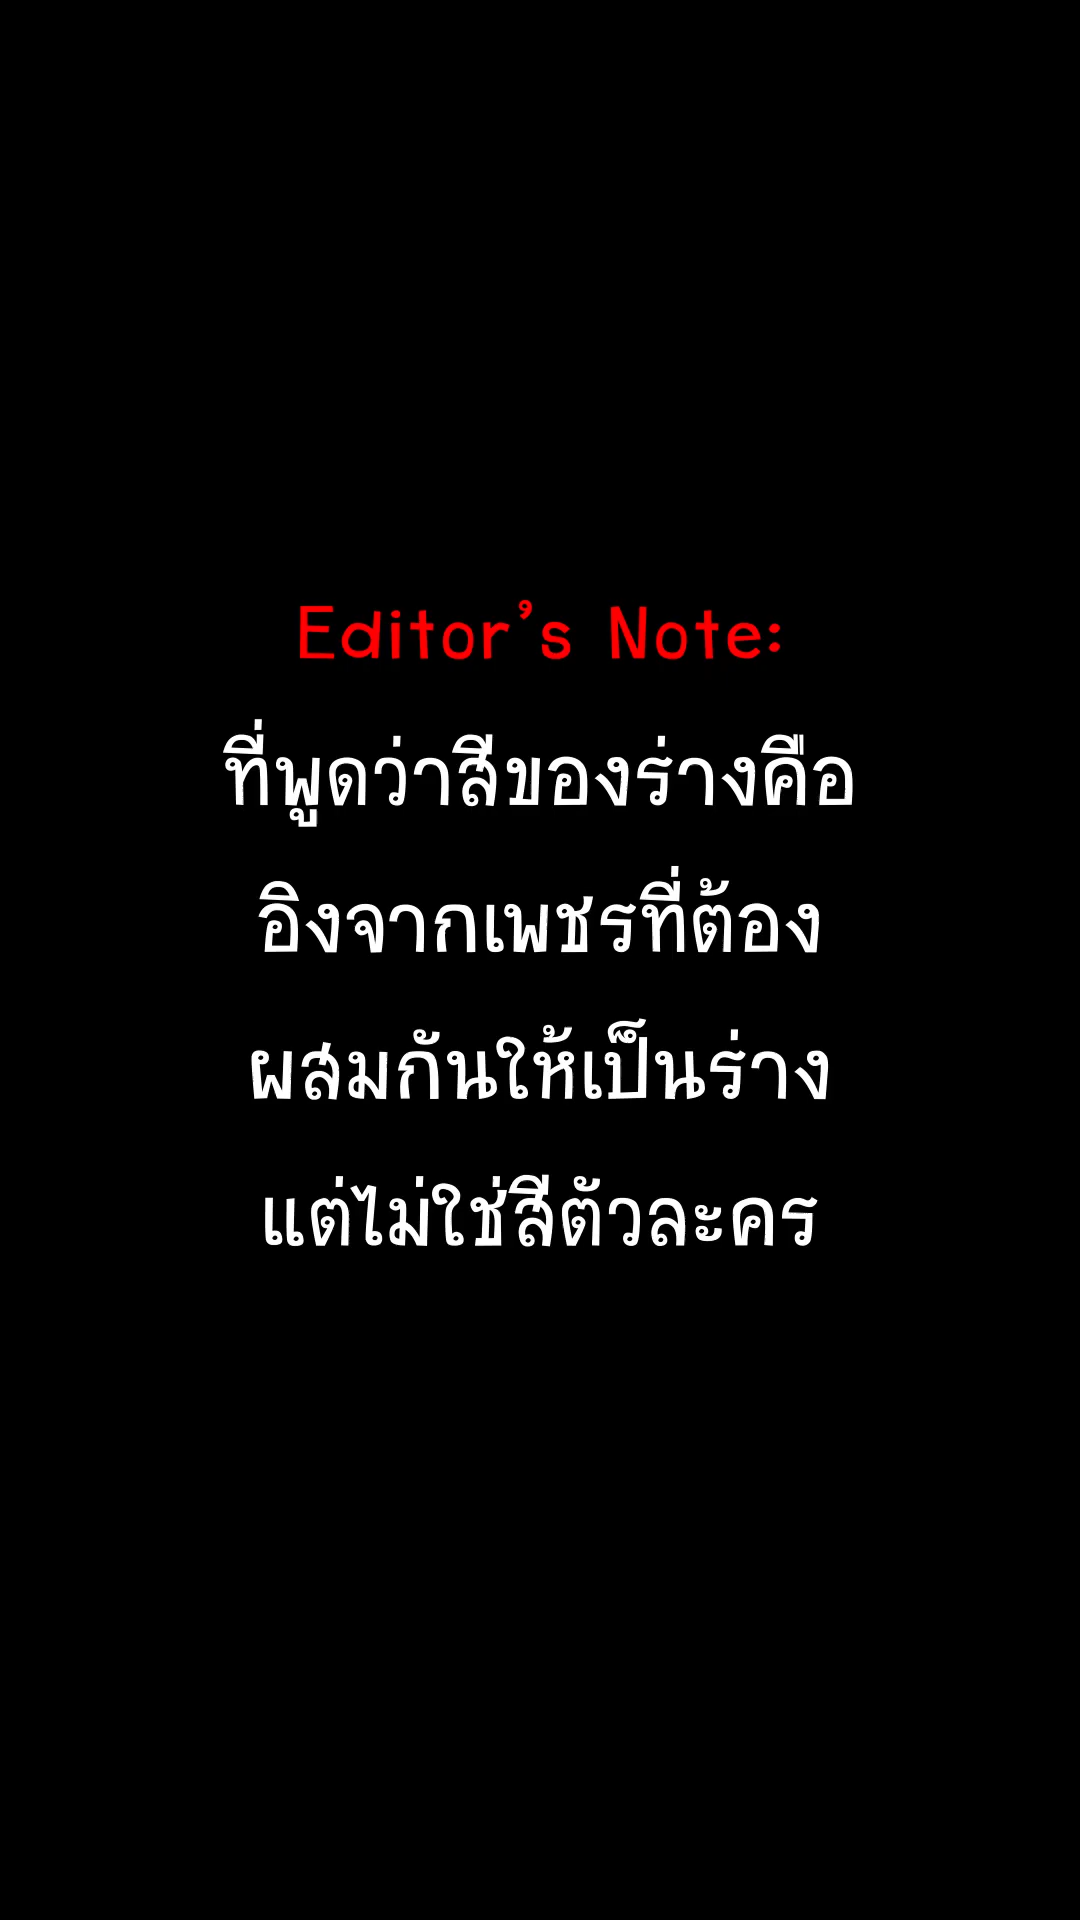 Editor's Note:
ที่พูดว่าสีของร่างคือ
อิงจากเพชรที่ต้อง
ผสมกันให้เป็นร่าง
แต่ไม่ใช่สีตัวละคร